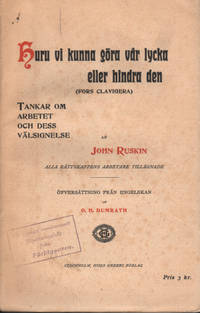 Huru vi kunna göra vår lycka
eller hindra den
(FORS CLAVIGERA)
TANKAR OM
ARBETET
OCH DESS
VÄLSIGNELSE
AF
JOHN RUSKIN
ALLA RÄTTSKAFFENS ARBETARE TILLÄGNADE
ÖFVERSÄTTNING FRÅN ENGELSKAN
AF
O. H. DUMRATH
STOCKHOLM, HUGO GEBERS FÖRLAG
Pris 3 kr.